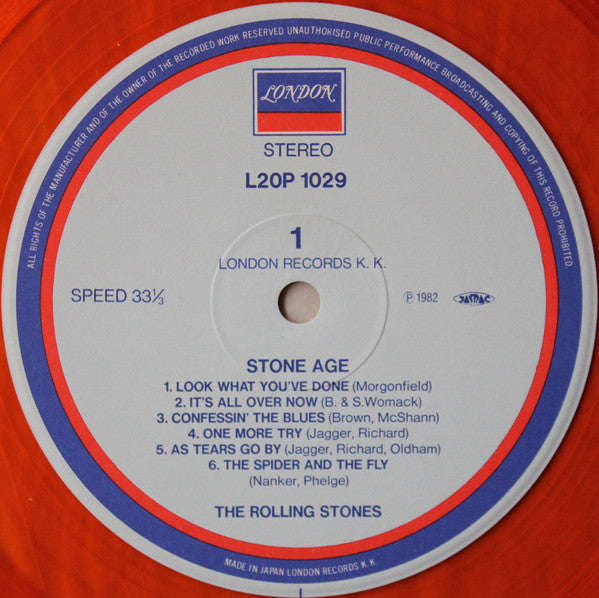 ALL RIGHTS OF THE MANUFACTURER AND OF THE OWNER OF THE RECORDED WORK RESERVED UNAUTHORISED PUBLIC PERFORMANCE BROADCASTING AND COPYING OF THIS RECORD PROHIBITED
LONDON
STEREO
L20P 1029
1
LONDON RECORDS K. K.
SPEED 33⅓
℗ 1982 JASRAC
STONE AGE
1. LOOK WHAT YOU'VE DONE (Morgonfield)
2. IT'S ALL OVER NOW (B. & S.Womack)
3. CONFESSIN' THE BLUES (Brown, McShann)
4. ONE MORE TRY (Jagger, Richard)
5. AS TEARS GO BY (Jagger, Richard, Oldham)
6. THE SPIDER AND THE FLY
(Nanker, Phelge)
THE ROLLING STONES
MADE IN JAPAN LONDON RECORDS K. K.